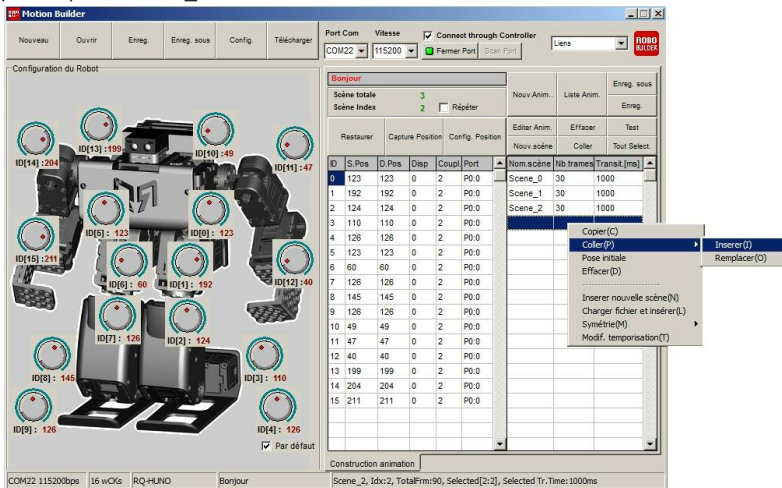 Motion Builder
Nouveau Ouvrir Enreg. Enreg. sous Config. Télécharger
Port Com Vitesse Connect through Controller
COM22 115200 Fermer Port Scan Port
Liens
ROBO BUILDER
Configuration du Robot
ID[14] :204
ID[13] :199
ID[10] :49
ID[11] :47
ID[15] :211
ID[5] : 123
ID[0] : 123
ID[6] : 60
ID[1] : 192
ID[12] :40
ID[7] : 126
ID[2] : 124
ID[8] : 145
ID[3] : 110
ID[9] : 126
ID[4] : 126
Par défaut
Bonjour
Scène totale 3
Scène Index 2 Répéter
Nouv.Anim.. Liste Anim. Enreg. sous
Enreg.
Restaurer Capture Position Config. Position
Editer Anim. Effacer Test
Nouv.scène Coller Tout Select.
ID S.Pos D.Pos Disp Coupl. Port
0 123 123 0 2 P0:0
1 192 192 0 2 P0:0
2 124 124 0 2 P0:0
3 110 110 0 2 P0:0
4 126 126 0 2 P0:0
5 123 123 0 2 P0:0
6 60 60 0 2 P0:0
7 126 126 0 2 P0:0
8 145 145 0 2 P0:0
9 126 126 0 2 P0:0
10 49 49 0 2 P0:0
11 47 47 0 2 P0:0
12 40 40 0 2 P0:0
13 199 199 0 2 P0:0
14 204 204 0 2 P0:0
15 211 211 0 2 P0:0
Nom.scène Nb.trames Transit.[ms]
Scene_0 30 1000
Scene_1 30 1000
Scene_2 30 1000
Copier(C)
Coller(P)
Pose initiale
Effacer(D)
Inserer nouvelle scène(N)
Charger fichier et insérer(L)
Symétrie(M)
Modif. temporisation(T)
Inserer(I)
Remplacer(O)
Construction animation
COM22 115200bps 16 wCKs RQ-HUNO Bonjour Scene_2, Idx:2, TotalFrm:90, Selected[2:2], Selected Tr.Time:1000ms